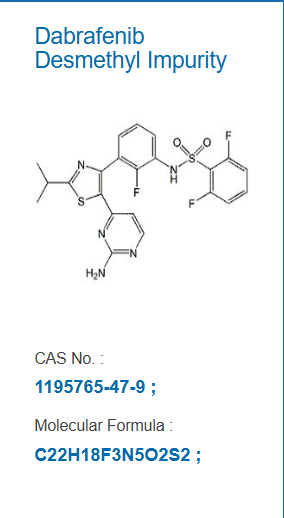 Dabrafenib
Desmethyl Impurity
N
S
F
N
H
S
O
O
F
F
N
N
H₂N
CAS No. :
1195765-47-9 ;
Molecular Formula :
C22H18F3N5O2S2 ;